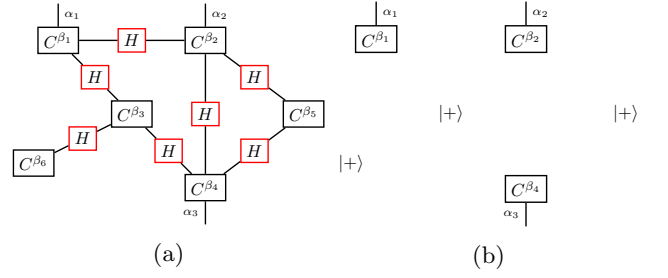 α₁ α₂ α₁ α₂
C^{β₁} H C^{β₂} C^{β₁} C^{β₂}
H H
C^{β₃} H C^{β₅} |+⟩ |+⟩
H H H
C^{β₆} |+⟩
C^{β₄} C^{β₄}
α₃ α₃
(a) (b)